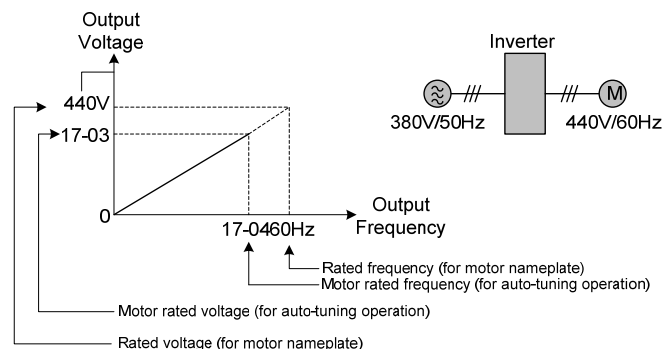 Output
Voltage
440V
17-03
0
17-04
60Hz
Output
Frequency
Rated frequency (for motor nameplate)
Motor rated frequency (for auto-tuning operation)
Motor rated voltage (for auto-tuning operation)
Rated voltage (for motor nameplate)
Inverter
M
380V/50Hz
440V/60Hz